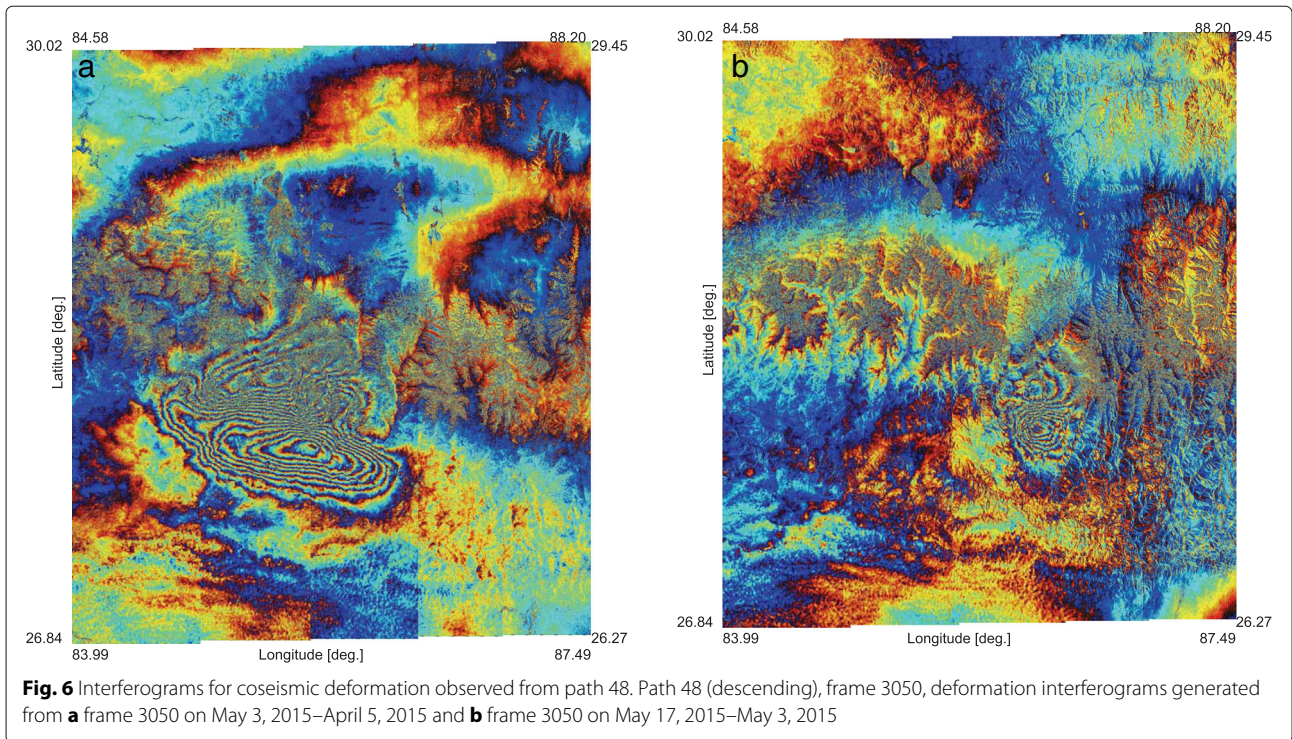 84.58 88.20
30.02 29.45
a
Latitude [deg.]
26.84 26.27
83.99 Longitude [deg.] 87.49
84.58 88.20
30.02 29.45
b
Latitude [deg.]
26.84 26.27
83.99 Longitude [deg.] 87.49
Fig. 6 Interferograms for coseismic deformation observed from path 48. Path 48 (descending), frame 3050, deformation interferograms generated
from a frame 3050 on May 3, 2015–April 5, 2015 and b frame 3050 on May 17, 2015–May 3, 2015